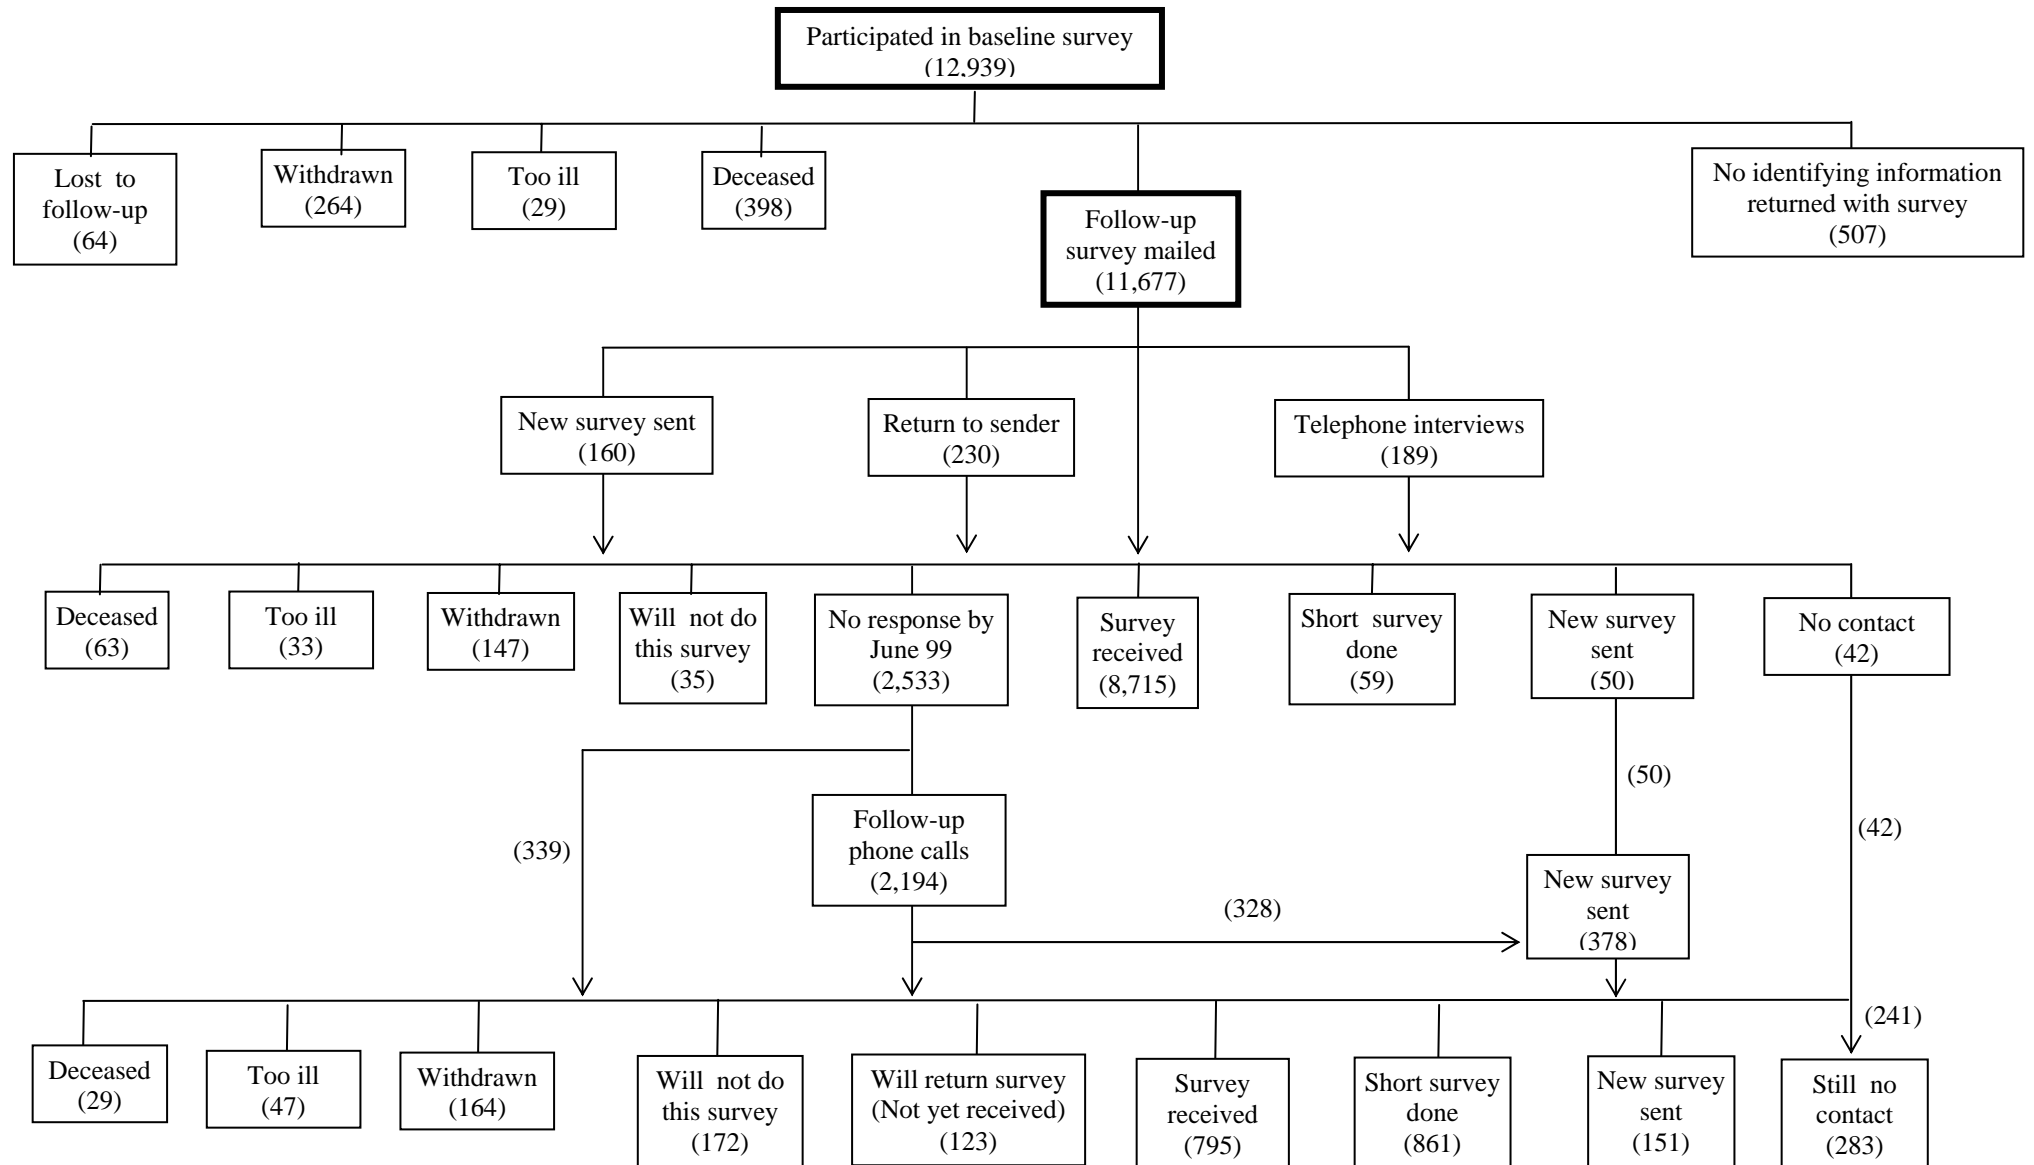 Participated in baseline survey
(12,939)
Lost to
follow-up
(64)
Withdrawn
(264)
Too ill
(29)
Deceased
(398)
Follow-up
survey mailed
(11,677)
No identifying information
returned with survey
(507)
New survey sent
(160)
Return to sender
(230)
Telephone interviews
(189)
Deceased
(63)
Too ill
(33)
Withdrawn
(147)
Will not do
this survey
(35)
No response by
June 99
(2,533)
Survey
received
(8,715)
Short survey
done
(59)
New survey
sent
(50)
No contact
(42)
(339)
Follow-up
phone calls
(2,194)
(328)
(50)
New survey
sent
(378)
(42)
(241)
Deceased
(29)
Too ill
(47)
Withdrawn
(164)
Will not do
this survey
(172)
Will return survey
(Not yet received)
(123)
Survey
received
(795)
Short survey
done
(861)
New survey
sent
(151)
Still no
contact
(283)